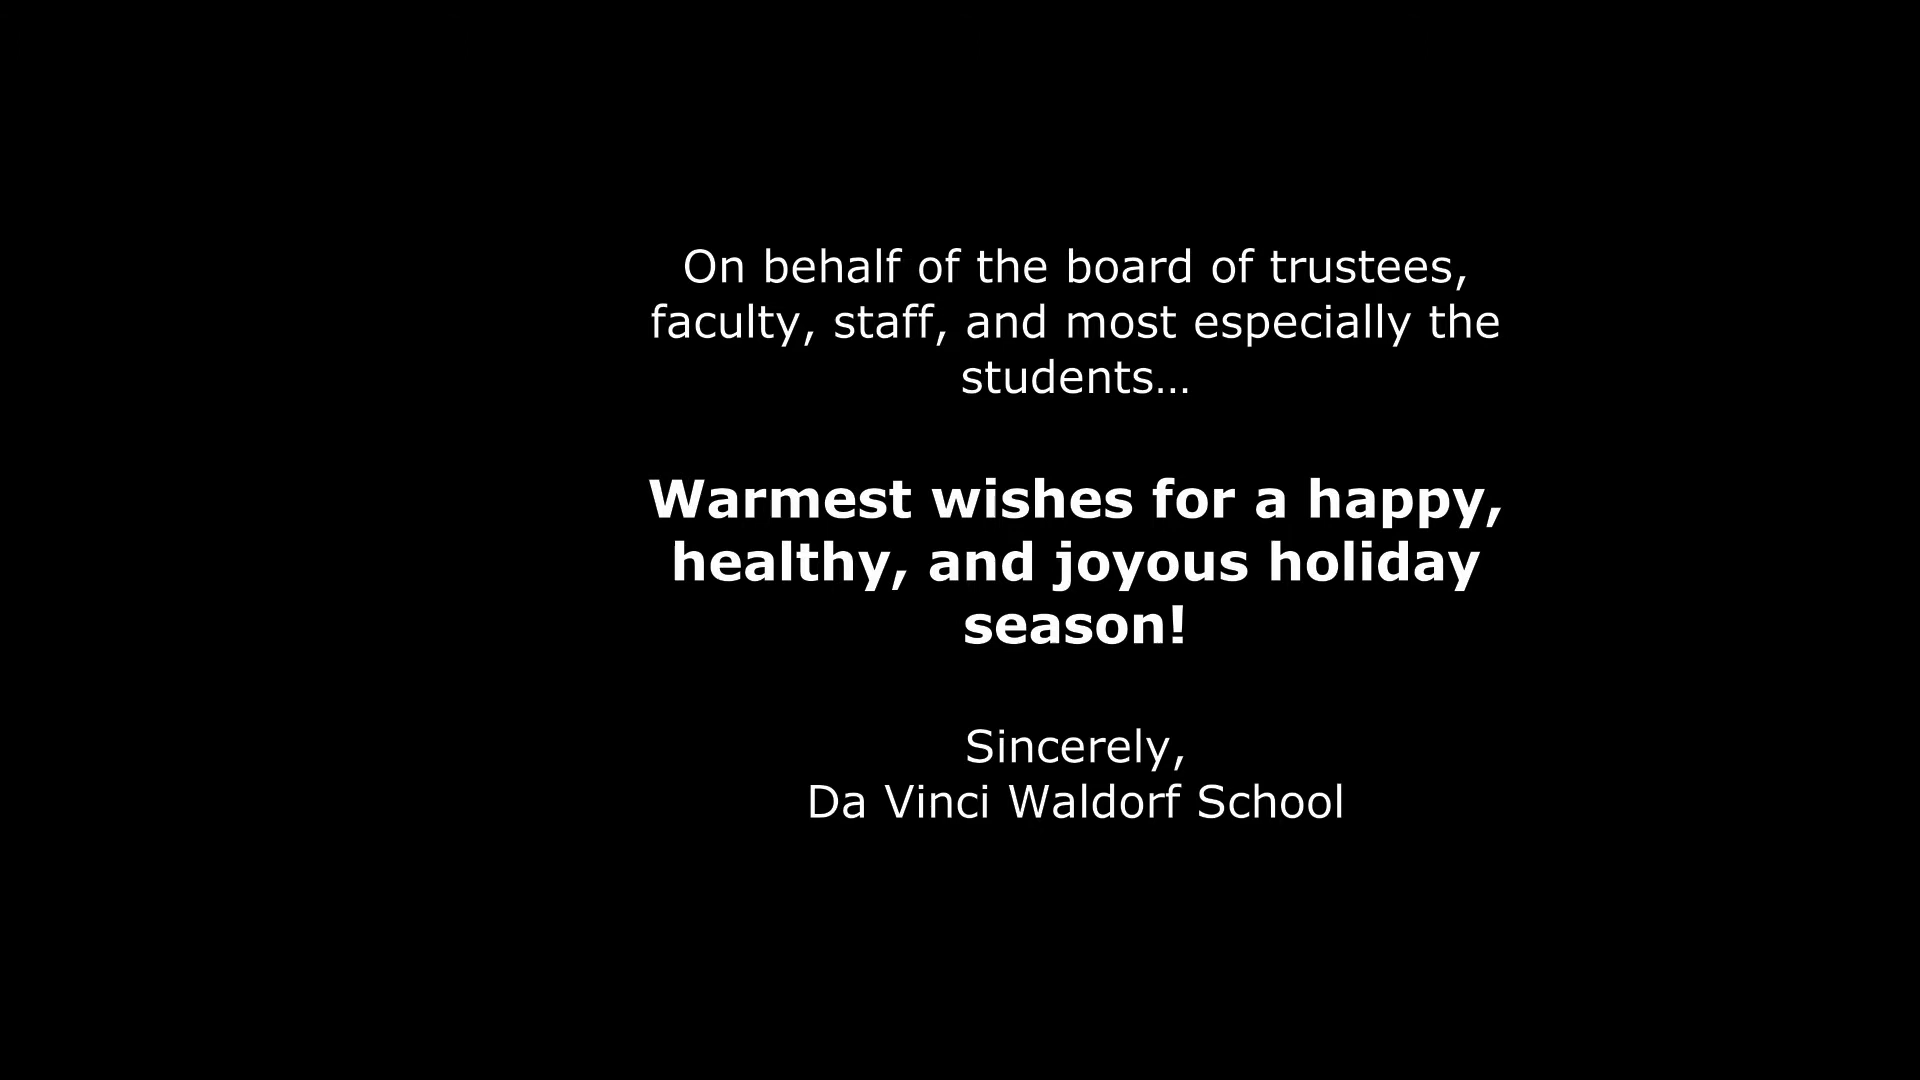 On behalf of the board of trustees,
faculty, staff, and most especially the
students…
Warmest wishes for a happy,
healthy, and joyous holiday
season!
Sincerely,
Da Vinci Waldorf School